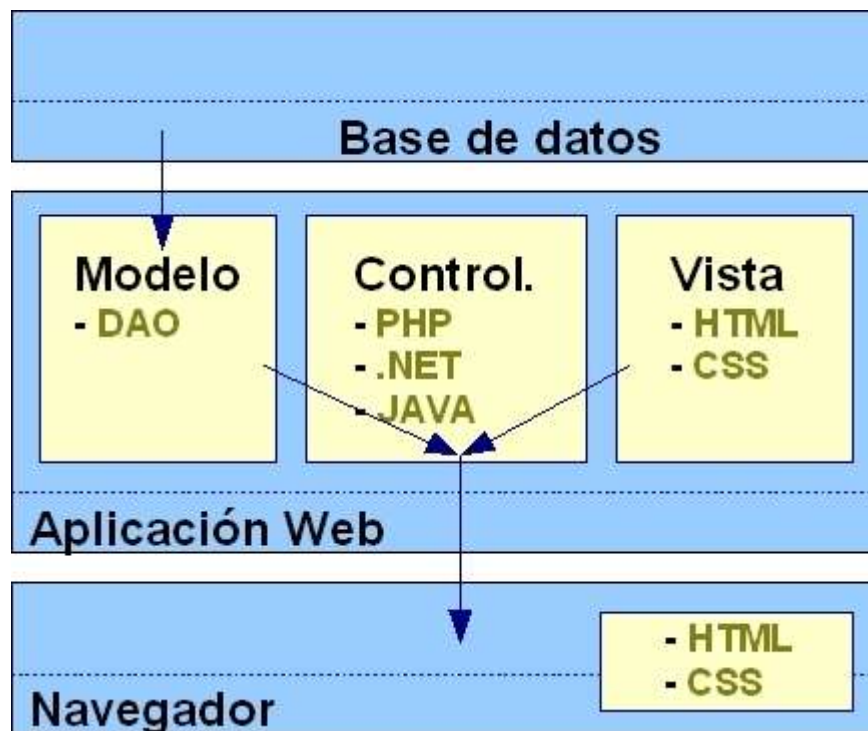 Base de datos
Modelo
- DAO
Control.
- PHP
- .NET
- JAVA
Vista
- HTML
- CSS
Aplicación Web
- HTML
- CSS
Navegador